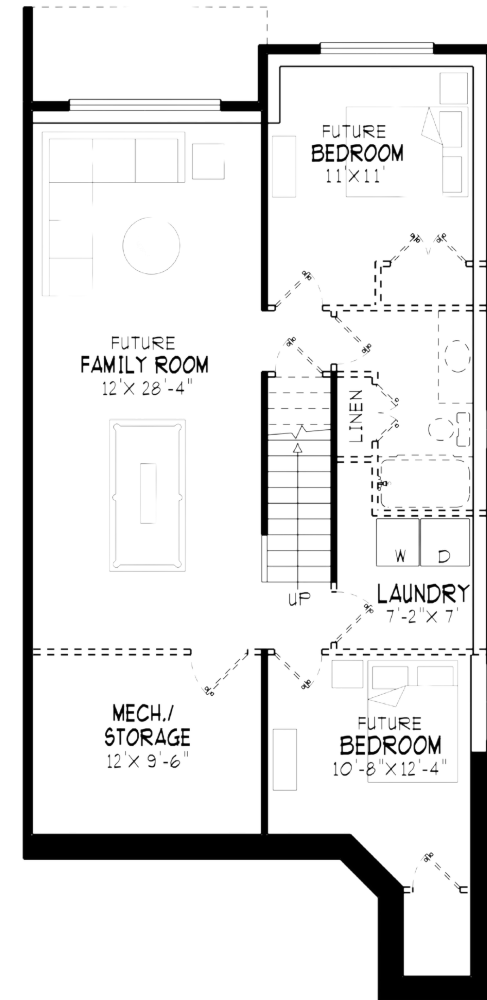 FUTURE
BEDROOM
11'X11'
FUTURE
FAMILY ROOM
12'X 28'-4"
LINEN
W
D
UP
LAUNDRY
7'-2"X 7'
MECH./
STORAGE
12'X 9'-6"
FUTURE
BEDROOM
10'-8"X12'-4"